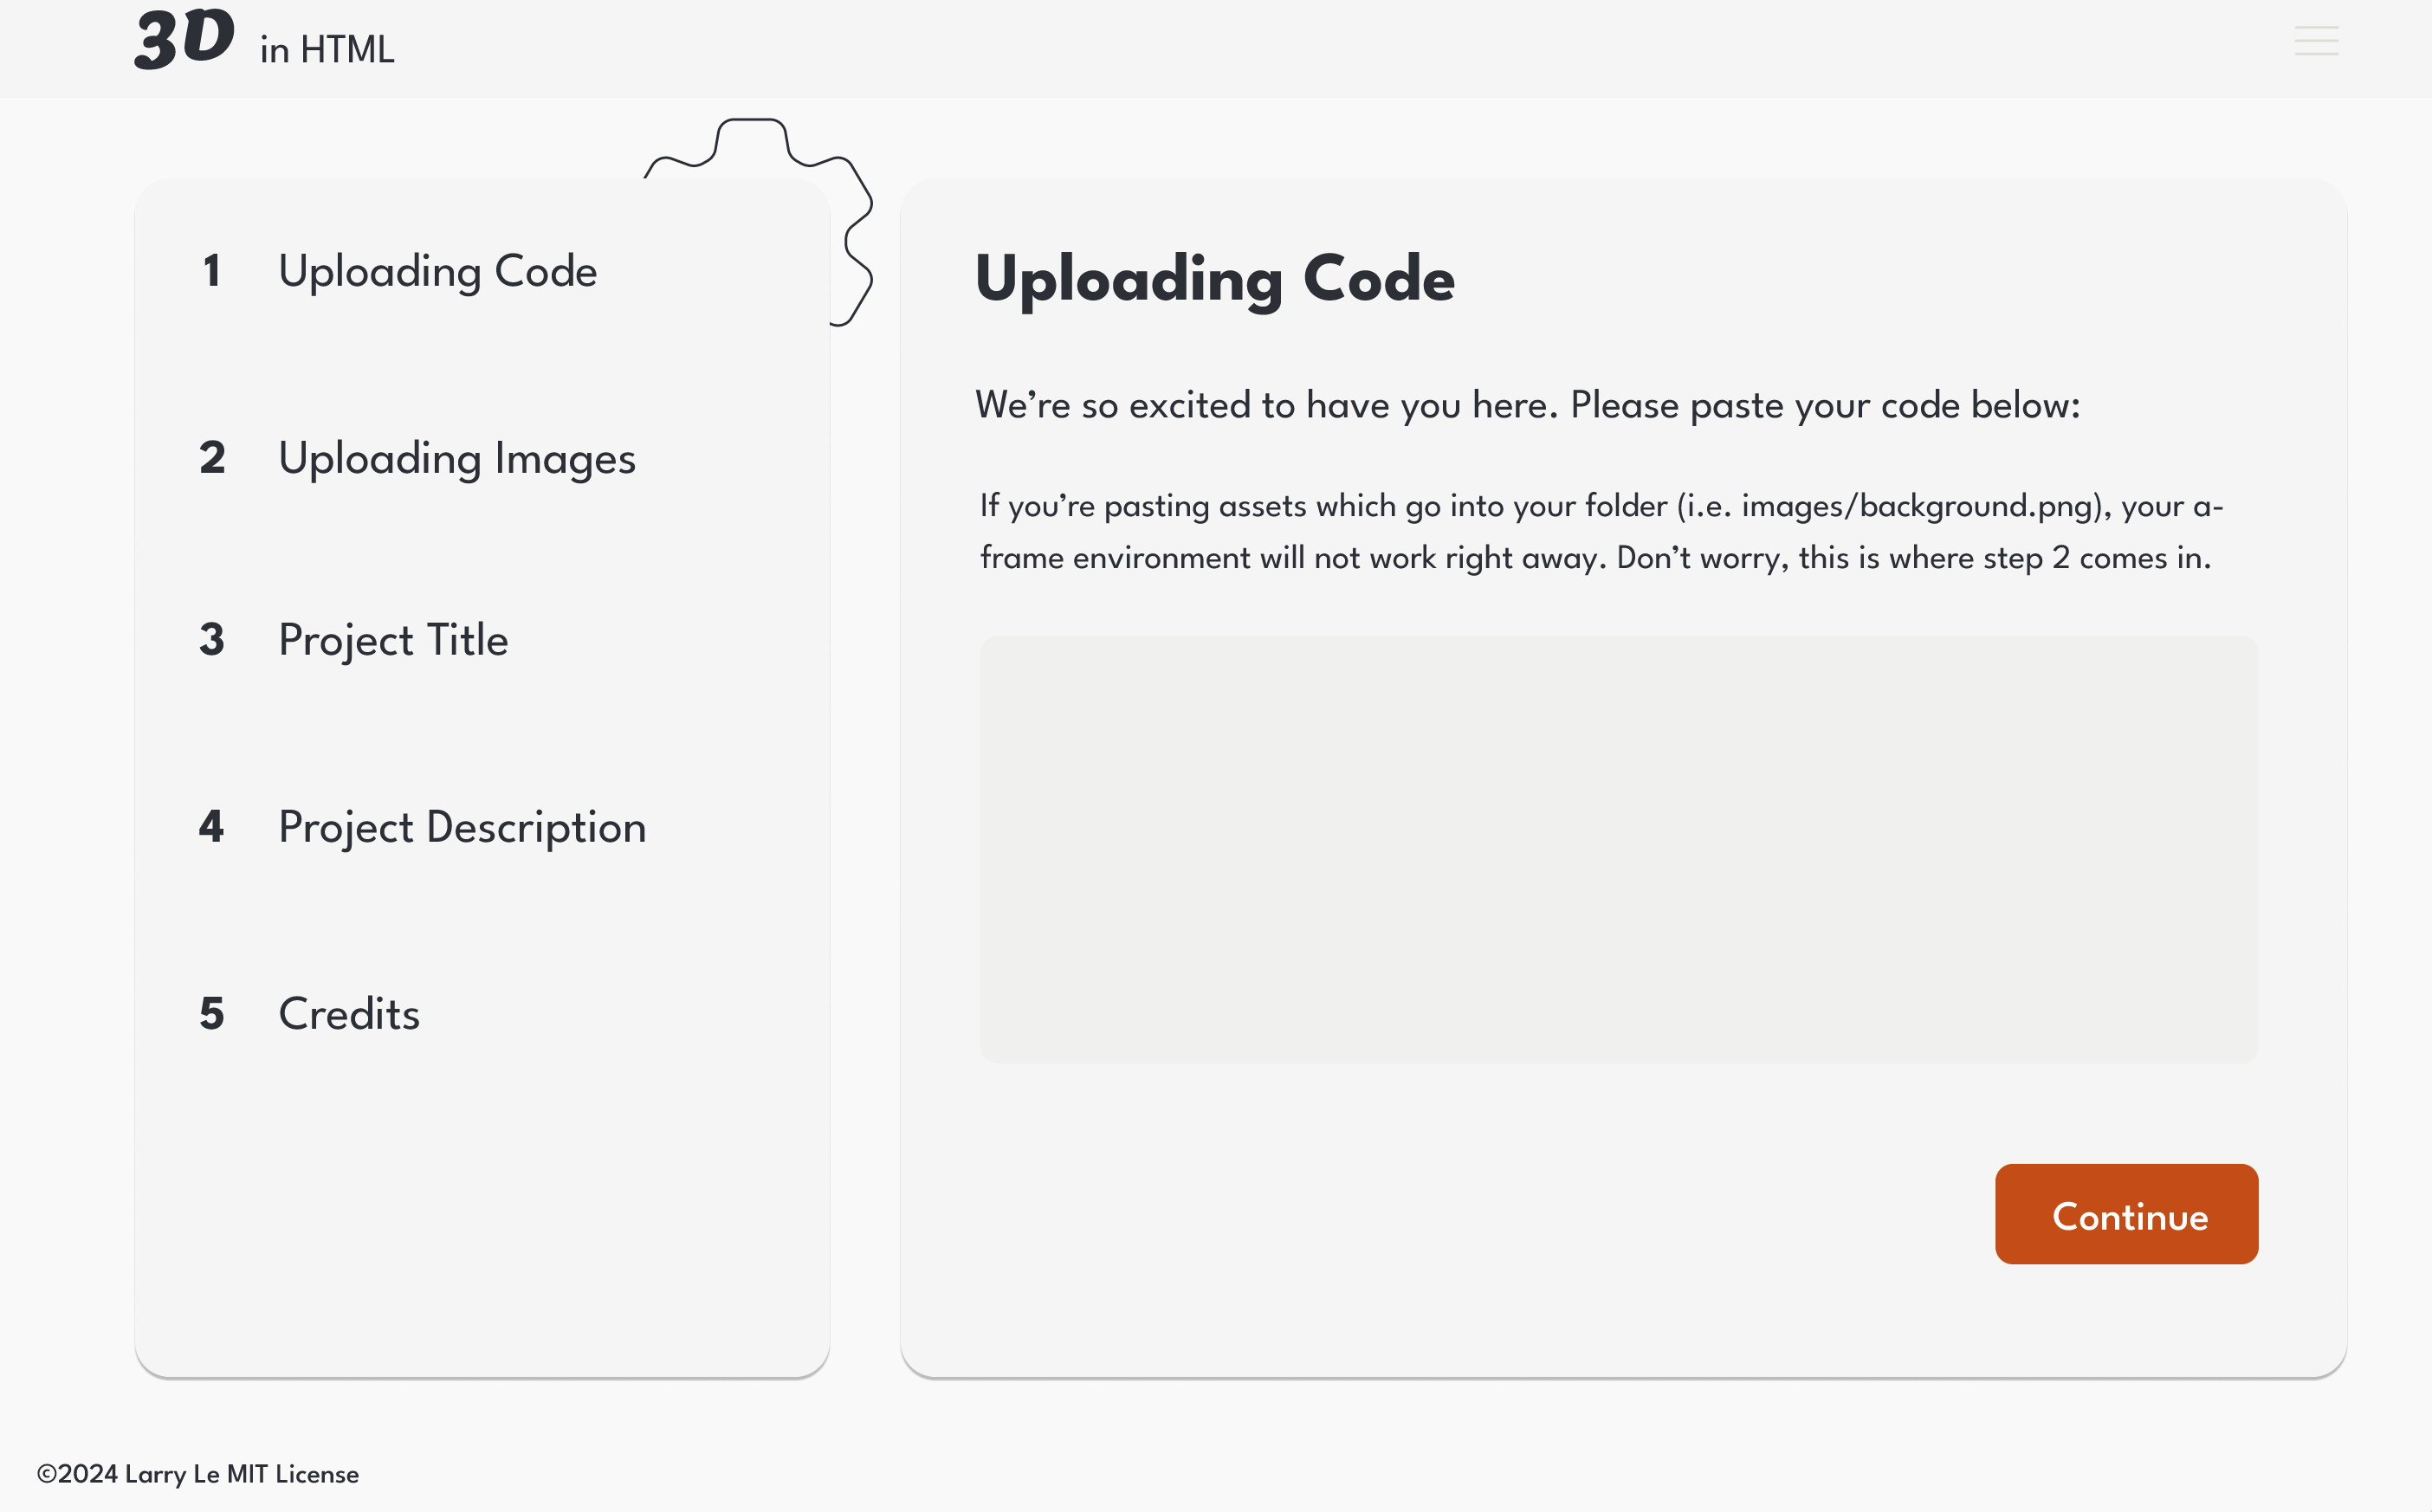 3D in HTML
1 Uploading Code
2 Uploading Images
3 Project Title
4 Project Description
5 Credits
Uploading Code
We’re so excited to have you here. Please paste your code below:
If you’re pasting assets which go into your folder (i.e. images/background.png), your a-
frame environment will not work right away. Don’t worry, this is where step 2 comes in.
Continue
©2024 Larry Le MIT License